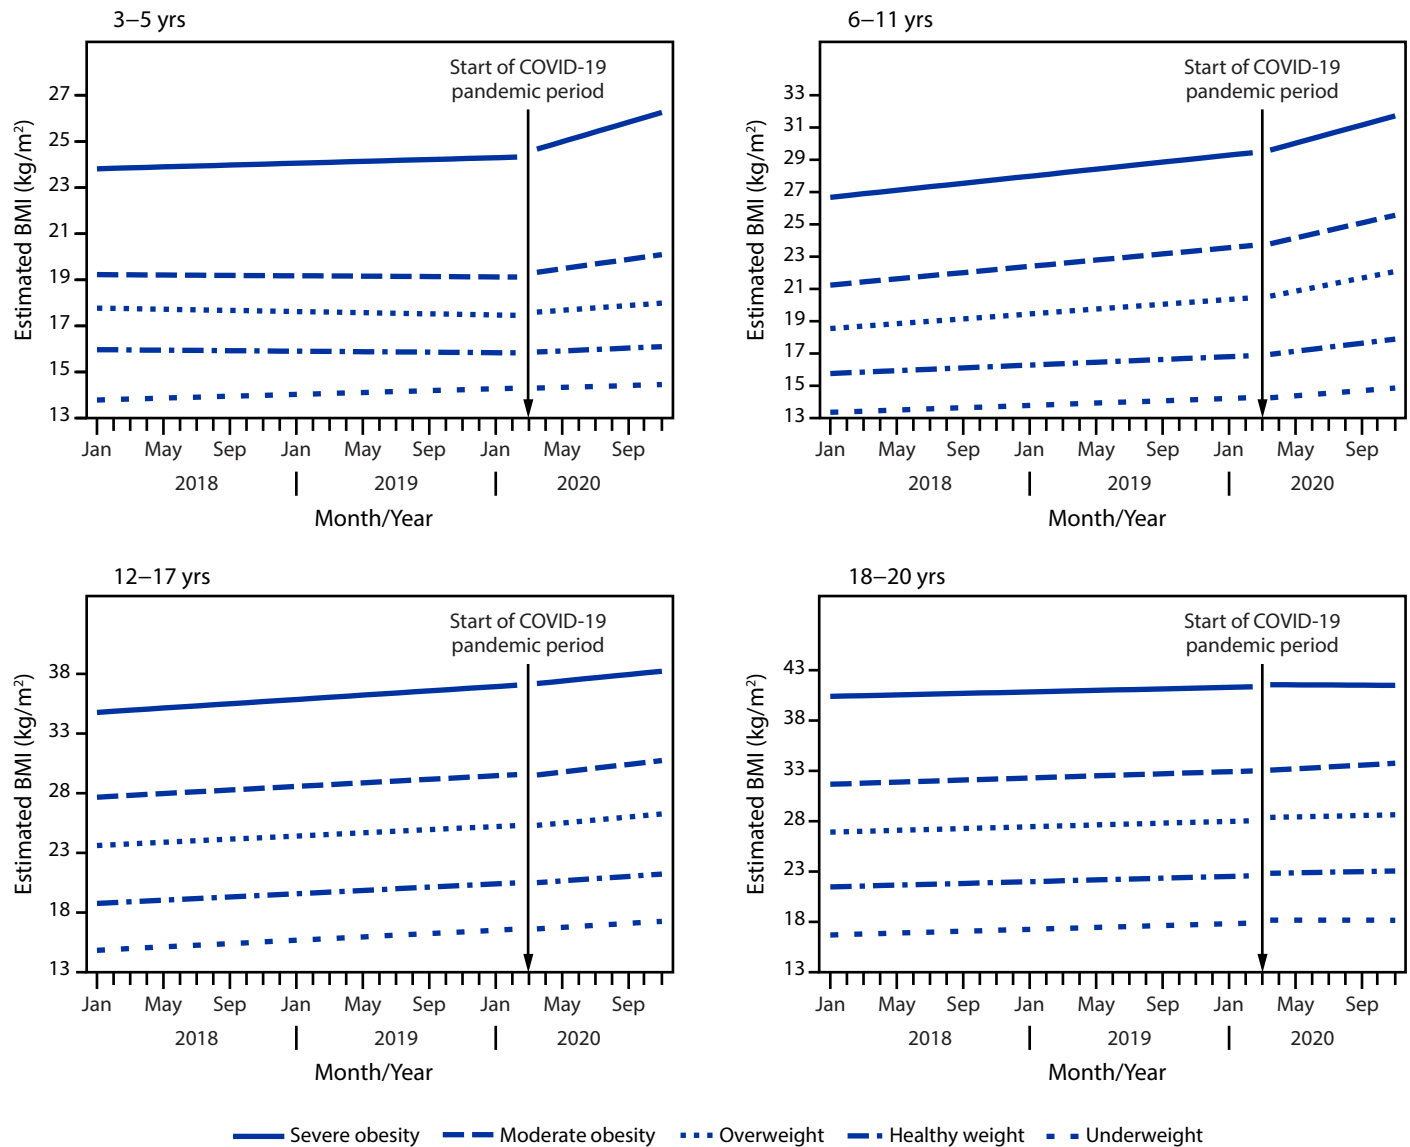 3–5 yrs
Start of COVID-19
pandemic period
Estimated BMI (kg/m²)
27
25
23
21
19
17
15
13
Jan May Sep Jan May Sep Jan May Sep
2018 2019 2020
Month/Year
6–11 yrs
Start of COVID-19
pandemic period
Estimated BMI (kg/m²)
33
31
29
27
25
23
21
19
17
15
13
Jan May Sep Jan May Sep Jan May Sep
2018 2019 2020
Month/Year
12–17 yrs
Start of COVID-19
pandemic period
Estimated BMI (kg/m²)
38
33
28
23
18
13
Jan May Sep Jan May Sep Jan May Sep
2018 2019 2020
Month/Year
18–20 yrs
Start of COVID-19
pandemic period
Estimated BMI (kg/m²)
43
38
33
28
23
18
13
Jan May Sep Jan May Sep Jan May Sep
2018 2019 2020
Month/Year
Severe obesity Moderate obesity Overweight Healthy weight Underweight